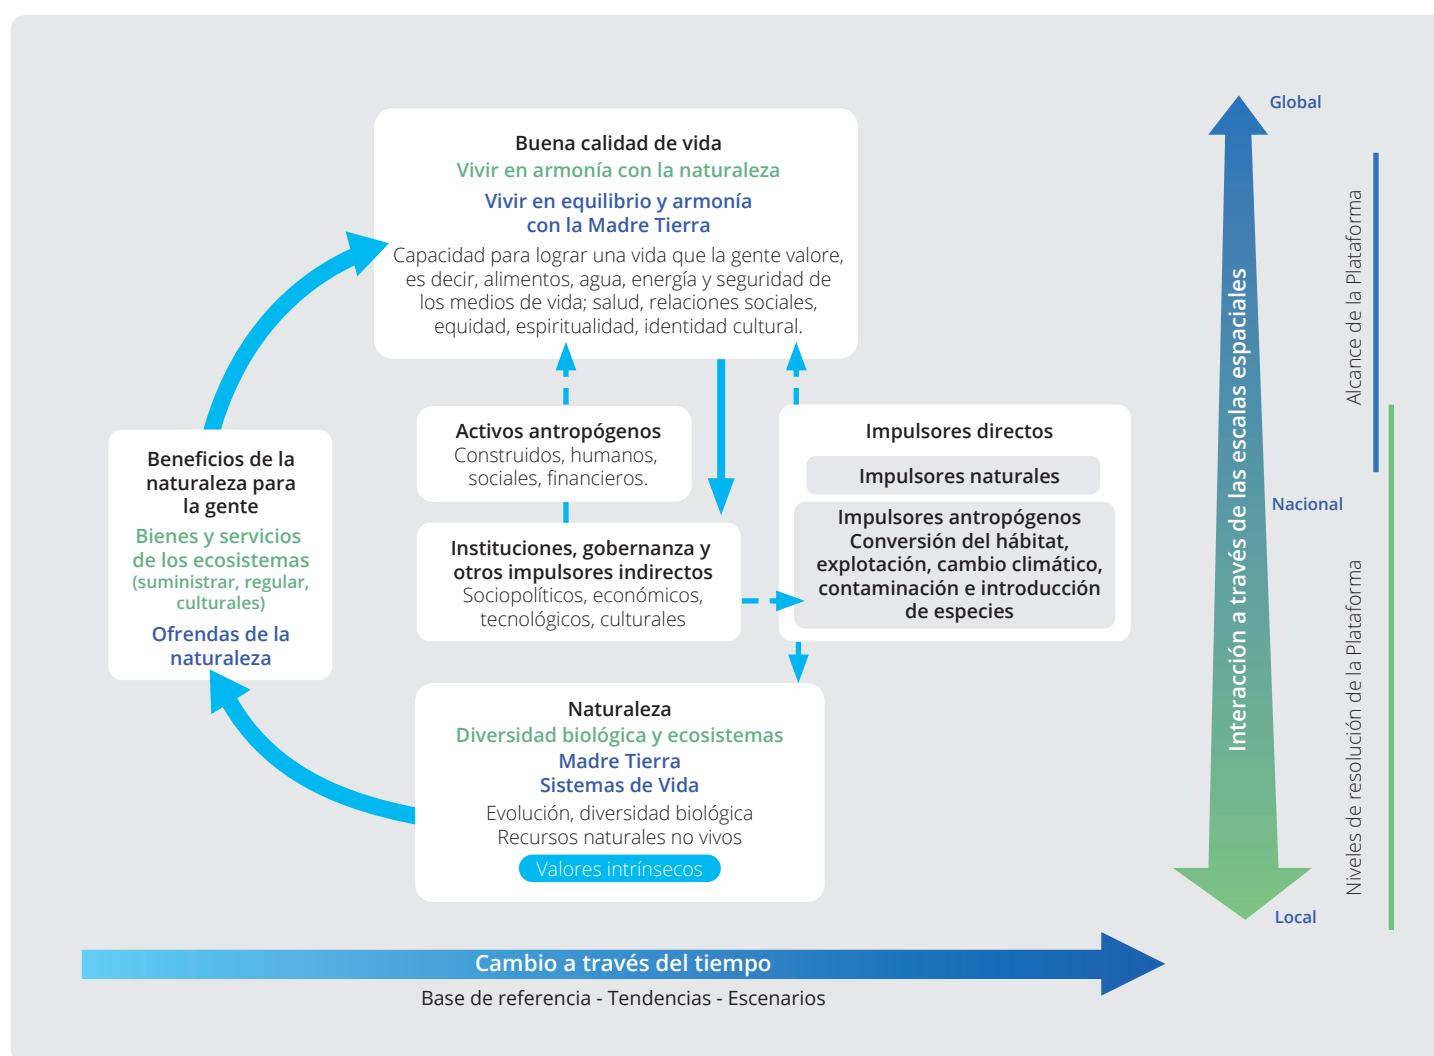 Buena calidad de vida
Vivir en armonía con la naturaleza
Vivir en equilibrio y armonía
con la Madre Tierra
Capacidad para lograr una vida que la gente valore,
es decir, alimentos, agua, energía y seguridad de
los medios de vida; salud, relaciones sociales,
equidad, espiritualidad, identidad cultural.
Beneficios de la
naturaleza para
la gente
Bienes y servicios
de los ecosistemas
(suministrar, regular,
culturales)
Ofrendas de la
naturaleza
Activos antropógenos
Construidos, humanos,
sociales, financieros.
Instituciones, gobernanza y
otros impulsores indirectos
Sociopolíticos, económicos,
tecnológicos, culturales
Impulsores directos
Impulsores naturales
Impulsores antropógenos
Conversión del hábitat,
explotación, cambio climático,
contaminación e introducción
de especies
Naturaleza
Diversidad biológica y ecosistemas
Madre Tierra
Sistemas de Vida
Evolución, diversidad biológica
Recursos naturales no vivos
Valores intrínsecos
Cambio a través del tiempo
Base de referencia - Tendencias - Escenarios
Global
Nacional
Local
Interacción a través de las escalas espaciales
Alcance de la Plataforma
Niveles de resolución de la Plataforma